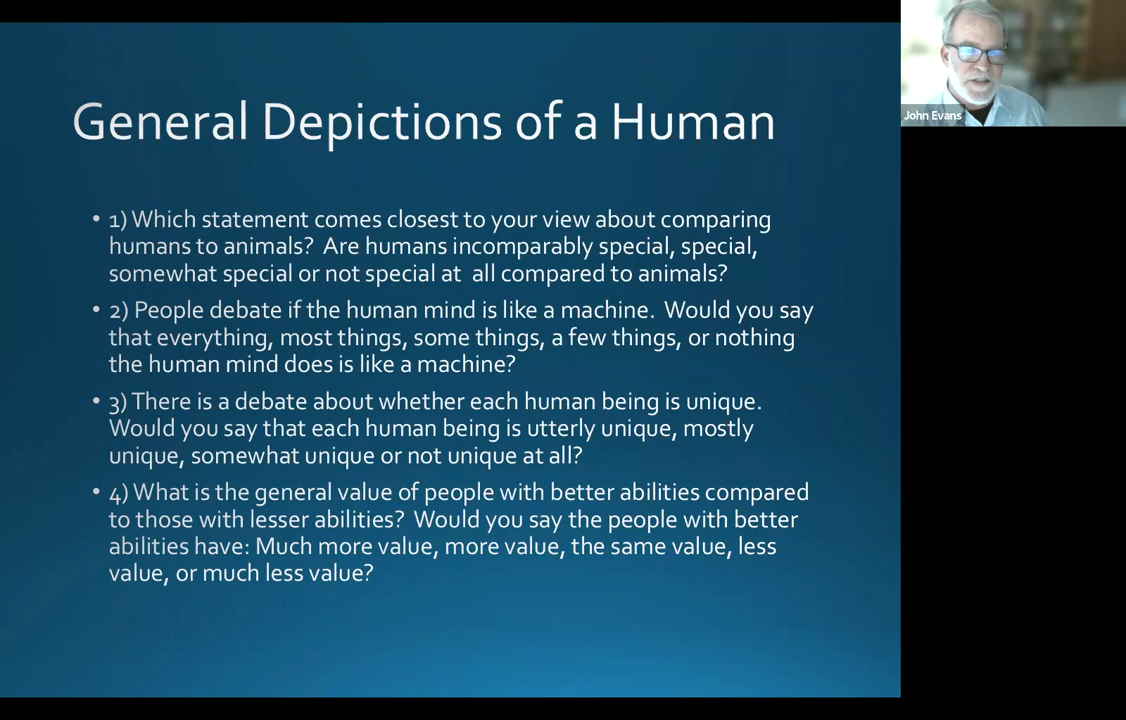 General Depictions of a Human
• 1) Which statement comes closest to your view about comparing
humans to animals?  Are humans incomparably special, special,
somewhat special or not special at  all compared to animals?
• 2) People debate if the human mind is like a machine.  Would you say
that everything, most things, some things, a few things, or nothing
the human mind does is like a machine?
• 3) There is a debate about whether each human being is unique.
Would you say that each human being is utterly unique, mostly
unique, somewhat unique or not unique at all?
• 4) What is the general value of people with better abilities compared
to those with lesser abilities?  Would you say the people with better
abilities have: Much more value, more value, the same value, less
value, or much less value?
John Evans